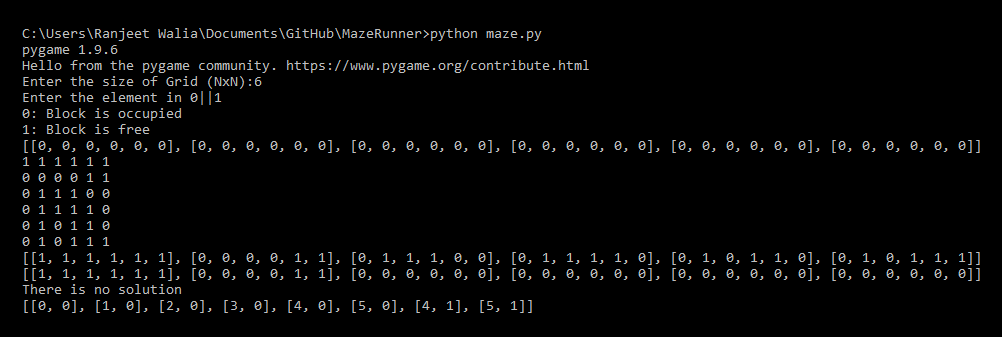 C:\Users\Ranjeet Walia\Documents\GitHub\MazeRunner>python maze.py
pygame 1.9.6
Hello from the pygame community. https://www.pygame.org/contribute.html
Enter the size of Grid (NxN):6
Enter the element in 0||1
0: Block is occupied
1: Block is free
[[0, 0, 0, 0, 0, 0], [0, 0, 0, 0, 0, 0], [0, 0, 0, 0, 0, 0], [0, 0, 0, 0, 0, 0], [0, 0, 0, 0, 0, 0], [0, 0, 0, 0, 0, 0]]
1 1 1 1 1 1
0 0 0 0 1 1
0 1 1 1 0 0
0 1 1 1 1 0
0 1 0 1 1 0
0 1 0 1 1 1
[[1, 1, 1, 1, 1, 1], [0, 0, 0, 0, 1, 1], [0, 1, 1, 1, 0, 0], [0, 1, 1, 1, 1, 0], [0, 1, 0, 1, 1, 0], [0, 1, 0, 1, 1, 1]]
[[1, 1, 1, 1, 1, 1], [0, 0, 0, 0, 1, 1], [0, 0, 0, 0, 0, 0], [0, 0, 0, 0, 0, 0], [0, 0, 0, 0, 0, 0], [0, 0, 0, 0, 0, 0]]
There is no solution
[[0, 0], [1, 0], [2, 0], [3, 0], [4, 0], [5, 0], [4, 1], [5, 1]]